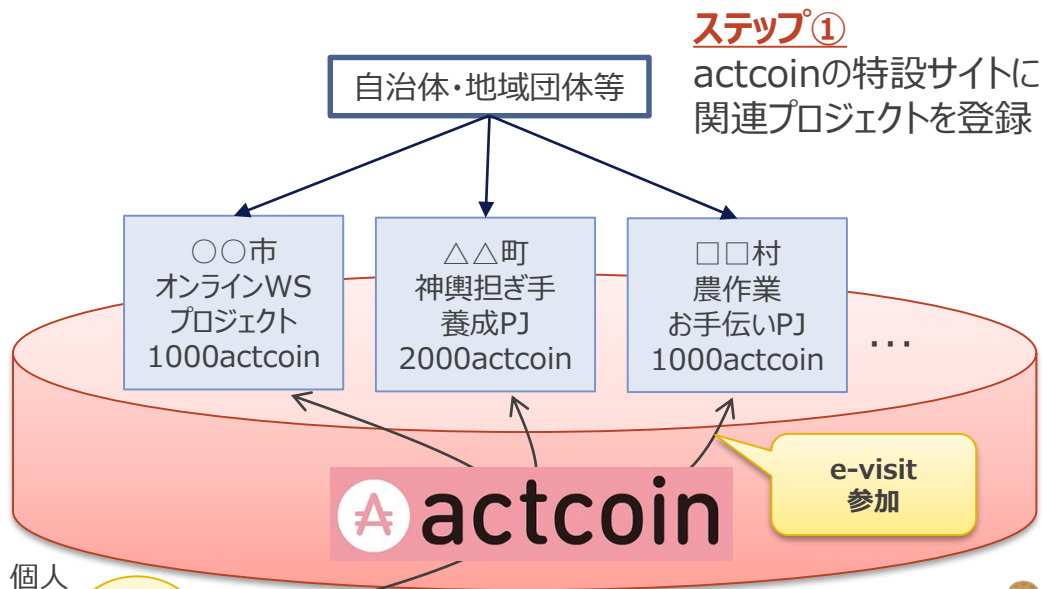 ステップ①
actcoinの特設サイトに
関連プロジェクトを登録
自治体・地域団体等
○○市
オンラインWS
プロジェクト
1000actcoin
△△町
神輿担ぎ手
養成PJ
2000actcoin
□□村
農作業
お手伝いPJ
1000actcoin
…
e-visit
参加
actcoin
個人